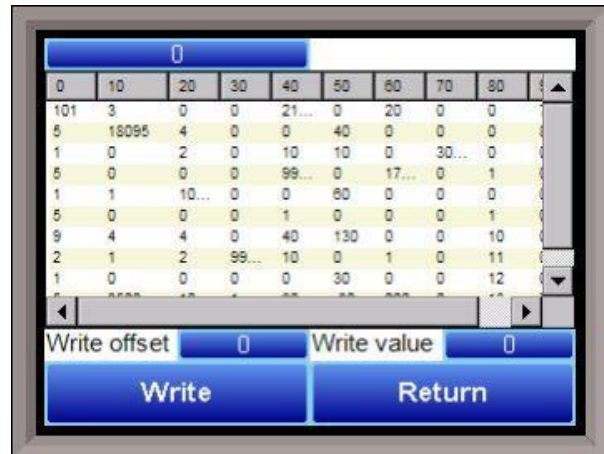 0
0 10 20 30 40 50 60 70 80
101 3 0 0 21... 0 20 0 0
5 18095 4 0 0 40 0 0 0
1 0 2 0 10 10 0 30... 0
5 0 0 0 99... 0 17... 0 1
1 1 10... 0 0 60 0 0 0
5 0 0 0 1 0 0 0 1
9 4 4 0 40 130 0 0 10
2 1 2 99... 10 0 1 0 11
1 0 0 0 0 30 0 0 12
Write offset 0 Write value 0
Write Return